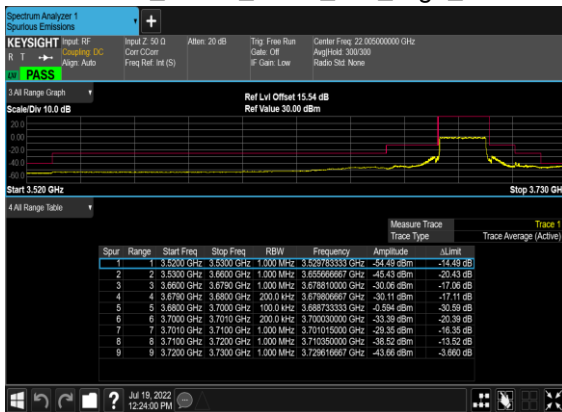 Spectrum Analyzer 1
Spurious Emissions
KEYSIGHT Input: RF Input Z: 50 Ω Atten: 20 dB Trig: Free Run Center Freq: 22.005000000 GHz
R T Coupling: DC Corr CCorr Gate: Off Avg|Hold: 300/300
Align: Auto Freq Ref: Int (S) IF Gain: Low Radio Std: None
PASS
3 All Range Graph
Ref Lvl Offset 15.54 dB
Scale/Div 10.0 dB Ref Value 30.00 dBm
20.0
0.00
-20.0
-40.0
-60.0
Start 3.520 GHz Stop 3.730 GH
4 All Range Table
Measure Trace Trace 1
Trace Type Trace Average (Active)
Spur Range Start Freq Stop Freq RBW Frequency Amplitude ΔLimit
1 1 3.5200 GHz 3.5300 GHz 1.000 MHz 3.529783333 GHz -54.49 dBm -14.49 dB
2 2 3.5300 GHz 3.6600 GHz 1.000 MHz 3.655666667 GHz -45.43 dBm -20.43 dB
3 3 3.6600 GHz 3.6790 GHz 1.000 MHz 3.678810000 GHz -30.06 dBm -17.06 dB
4 4 3.6790 GHz 3.6800 GHz 200.0 kHz 3.679806667 GHz -30.11 dBm -17.11 dB
5 5 3.6800 GHz 3.7000 GHz 100.0 kHz 3.688733333 GHz -0.594 dBm -30.59 dB
6 6 3.7000 GHz 3.7010 GHz 200.0 kHz 3.700030000 GHz -33.39 dBm -20.39 dB
7 7 3.7010 GHz 3.7100 GHz 1.000 MHz 3.701015000 GHz -29.35 dBm -16.35 dB
8 8 3.7100 GHz 3.7200 GHz 1.000 MHz 3.710350000 GHz -38.52 dBm -13.52 dB
9 9 3.7200 GHz 3.7300 GHz 1.000 MHz 3.729616667 GHz -43.66 dBm -3.660 dB
? Jul 19, 2022
12:24:00 PM